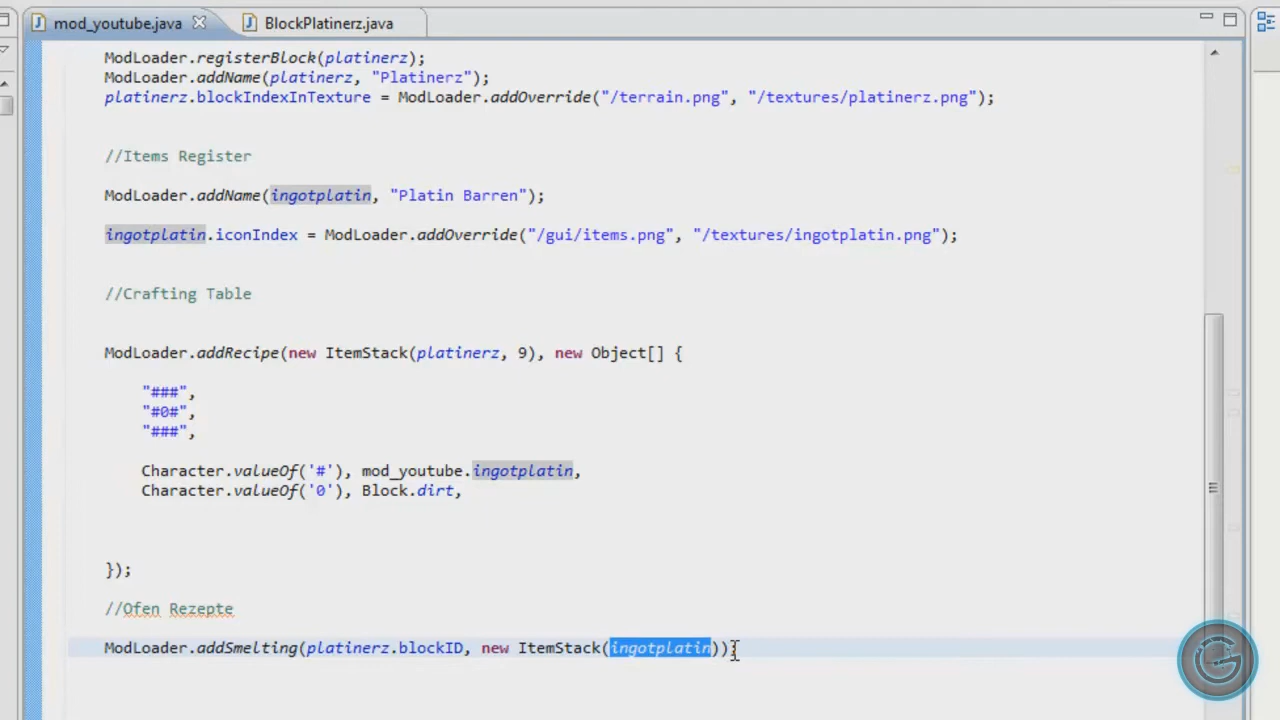 mod_youtube.java
BlockPlatinerz.java
ModLoader.registerBlock(platinerz);
ModLoader.addName(platinerz, "Platinerz");
platinerz.blockIndexInTexture = ModLoader.addOverride("/terrain.png", "/textures/platinerz.png");
//Items Register
ModLoader.addName(ingotplatin, "Platin Barren");
ingotplatin.iconIndex = ModLoader.addOverride("/gui/items.png", "/textures/ingotplatin.png");
//Crafting Table
ModLoader.addRecipe(new ItemStack(platinerz, 9), new Object[] {
"###",
"#0#",
"###",
Character.valueOf('#'), mod_youtube.ingotplatin,
Character.valueOf('0'), Block.dirt,
});
//Ofen Rezepte
ModLoader.addSmelting(platinerz.blockID, new ItemStack(ingotplatin));